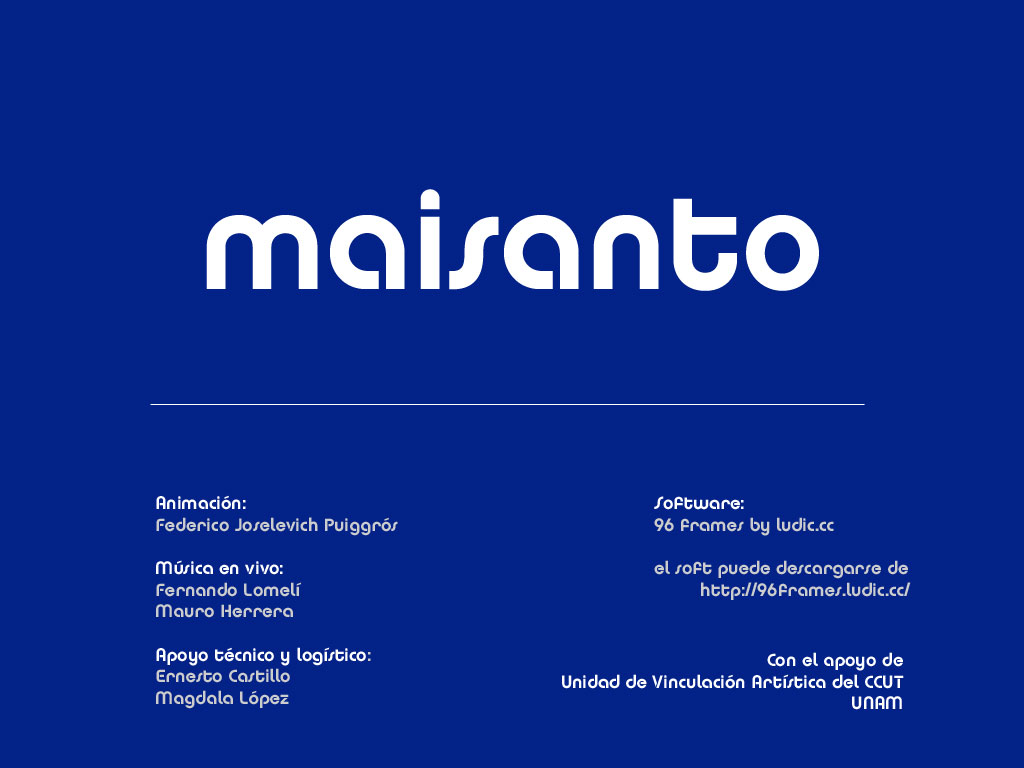 maisanto
Animación:
Federico Joselevich Puiggrós
Música en vivo:
Fernando Lomelí
Mauro Herrera
Apoyo técnico y logístico:
Ernesto Castillo
Magdala López
Software:
96 Frames by ludic.cc
el soft puede descargarse de
http://96Frames.ludic.cc/
Con el apoyo de
Unidad de Vinculación Artística del CCUT
UNAM